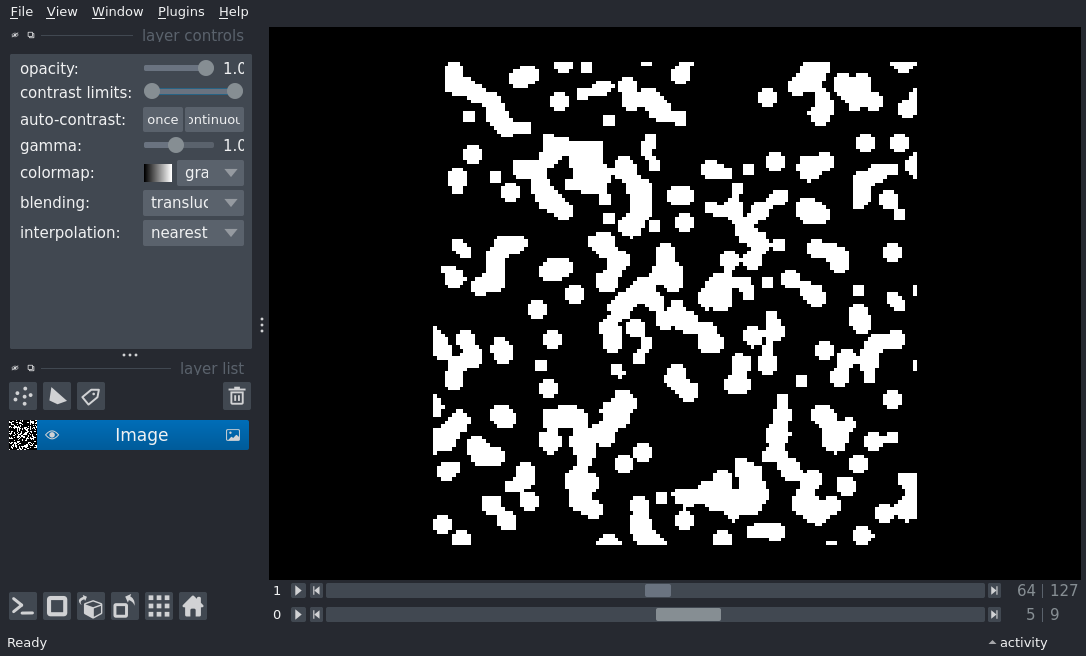 File View Window Plugins Help
layer controls
opacity: 1.0
contrast limits:
auto-contrast: once ontinuou
gamma: 1.0
colormap: gra
blending: transluc
interpolation: nearest
layer list
Image
1 64 127
0 5 9
Ready activity